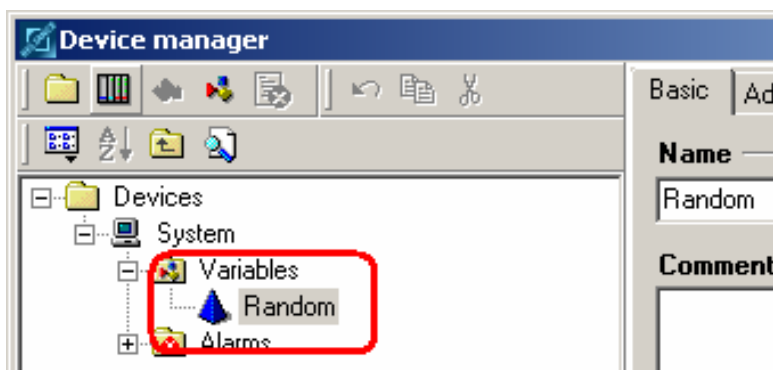 Device manager
Basic
Name
Random
Comment
Devices
System
Variables
Random
Alarms